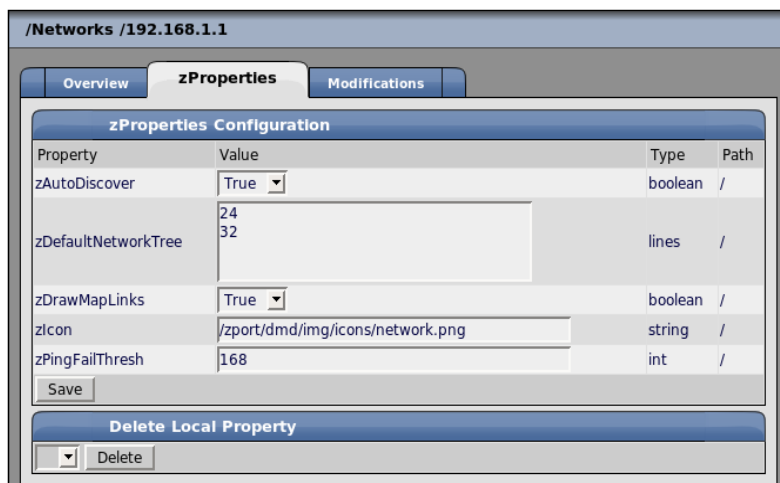 /Networks /192.168.1.1
Overview zProperties Modifications
zProperties Configuration
Property Value Type Path
zAutoDiscover True boolean /
24
32
zDefaultNetworkTree lines /
zDrawMapLinks True boolean /
zIcon /zport/dmd/img/icons/network.png string /
zPingFailThresh 168 int /
Save
Delete Local Property
Delete